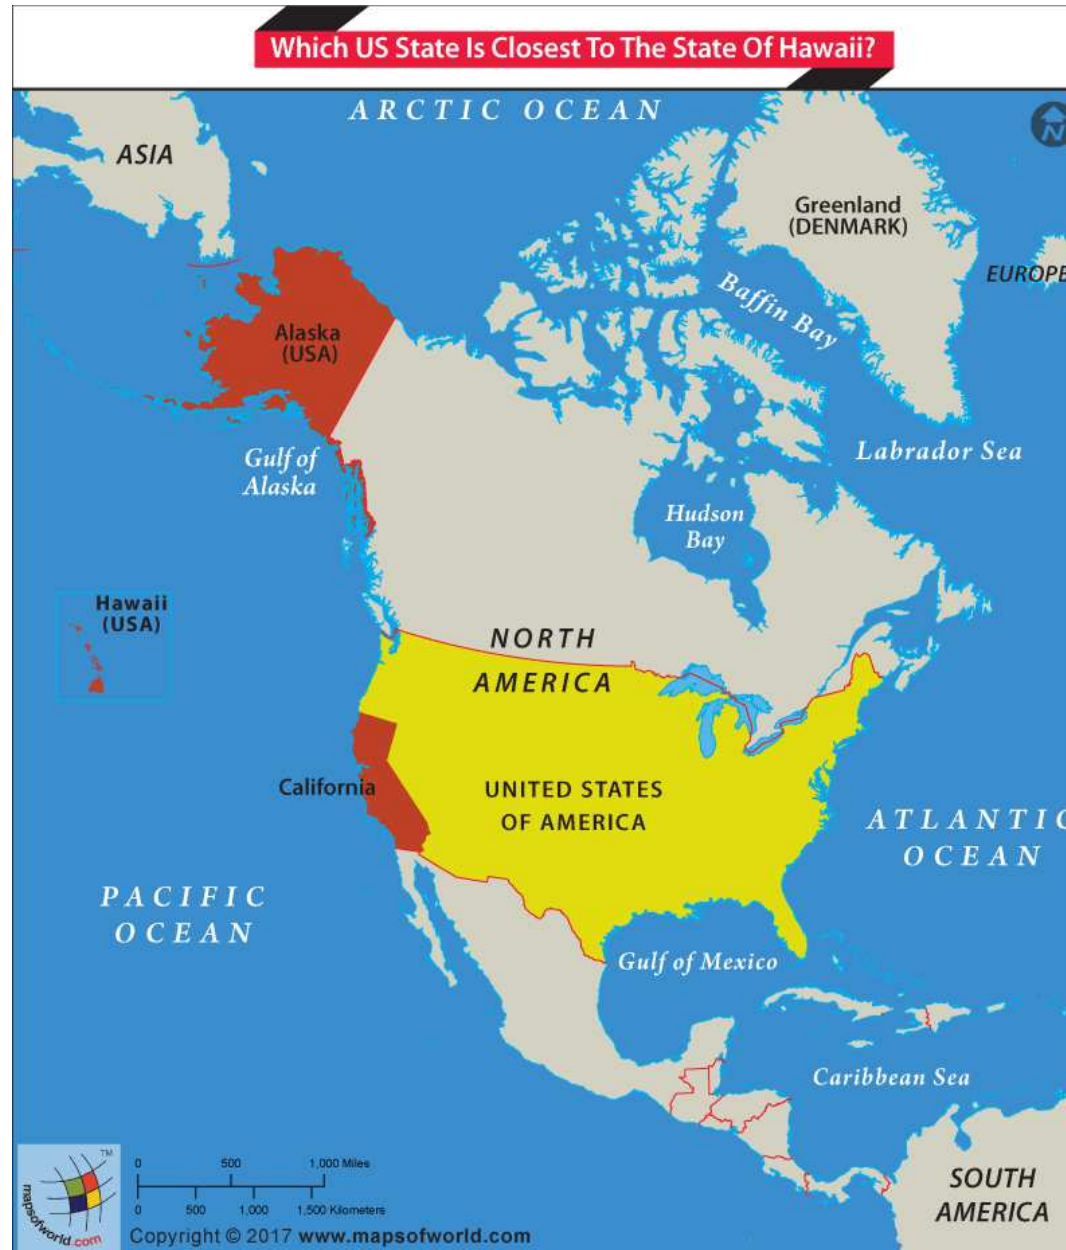 Which US State Is Closest To The State Of Hawaii?
ARCTIC OCEAN
N
ASIA
Greenland
(DENMARK)
EUROPE
Baffin Bay
Alaska
(USA)
Labrador Sea
Gulf of
Alaska
Hudson
Bay
Hawaii
(USA)
NORTH
AMERICA
California
UNITED STATES
OF AMERICA
ATLANTIC
OCEAN
PACIFIC
OCEAN
Gulf of Mexico
Caribbean Sea
SOUTH
AMERICA
TM
mapsofworld.com
0 500 1,000 Miles
0 500 1,000 1,500 Kilometers
Copyright © 2017 www.mapsofworld.com